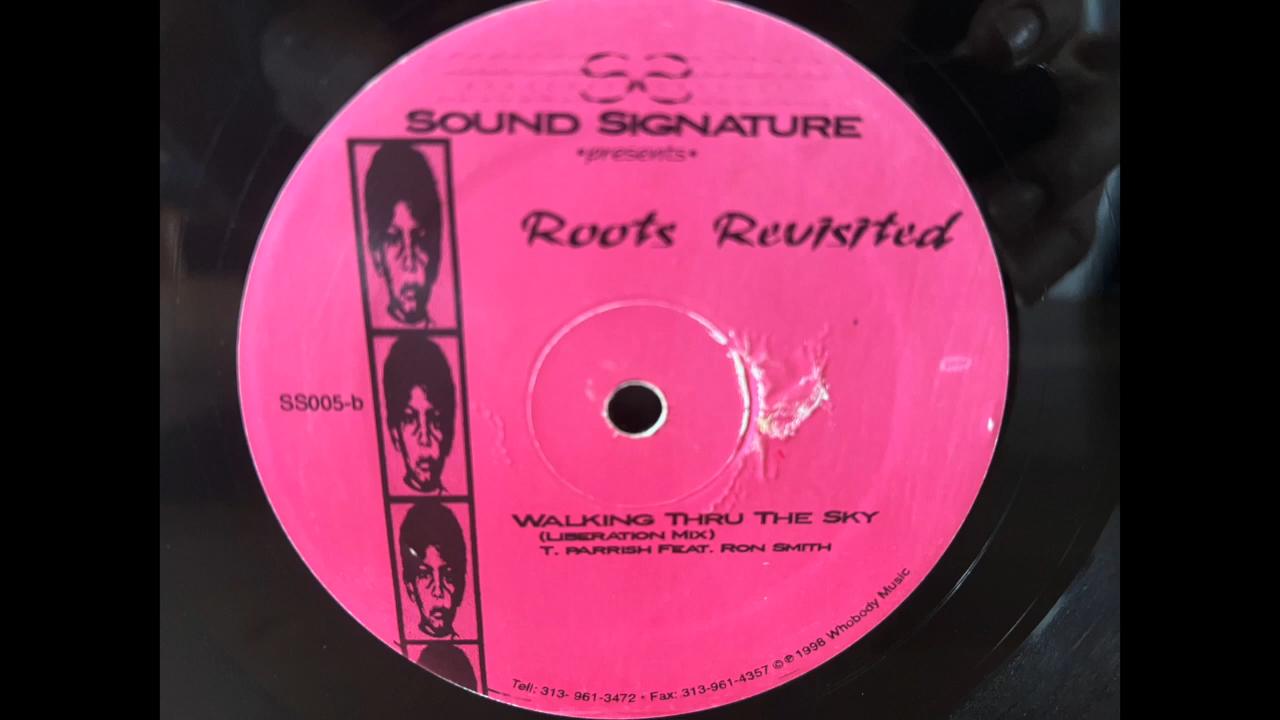 SOUND SIGNATURE
•presents•
Roots Revisited
SS005-b
WALKING THRU THE SKY
(LIBERATION MIX)
T. PARRISH FEAT. RON SMITH
Tell: 313- 961-3472 • Fax: 313-961-4357 ©℗ 1998 Whobody Music